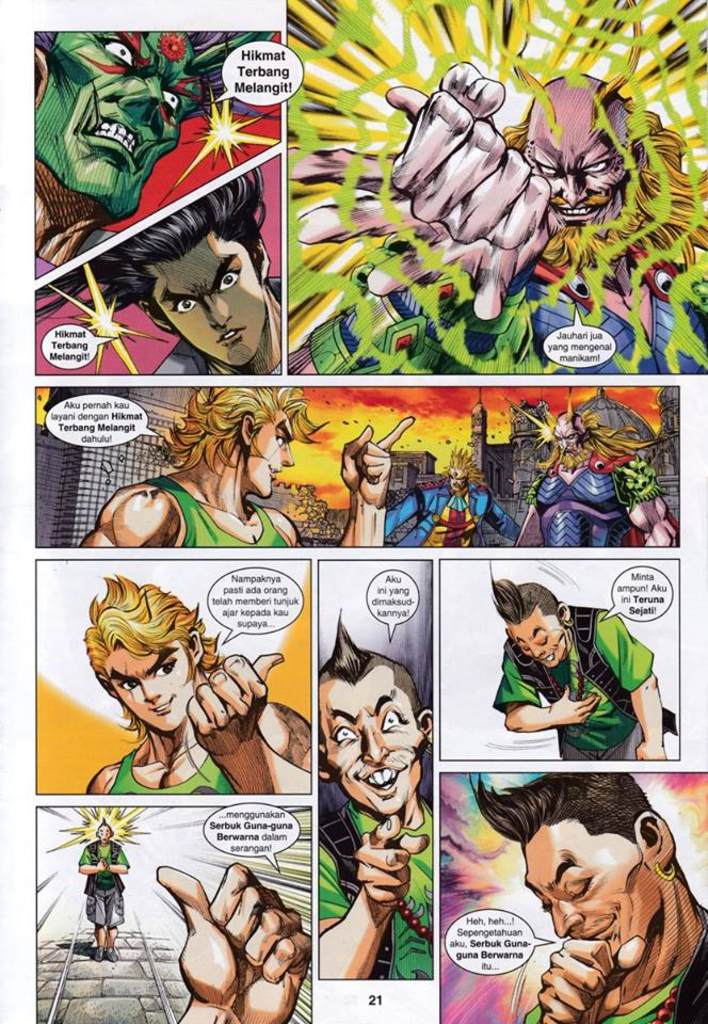 Hikmat
Terbang
Melangit!
Hikmat
Terbang
Melangit!
Jauhari jua
yang mengenal
manikam!
Aku pernah kau
layani dengan Hikmat
Terbang Melangit
dahulu!
Nampaknya
pasti ada orang
telah memberi tunjuk
ajar kepada kau
supaya...
...menggunakan
Serbuk Guna-guna
Berwarna dalam
serangan!
Aku
ini yang
dimaksud-
kannya!
Minta
ampun! Aku
ini Teruna
Sejati!
Heh, heh...!
Sepengetahuan
aku, Serbuk Guna-
guna Berwarna
itu...
21